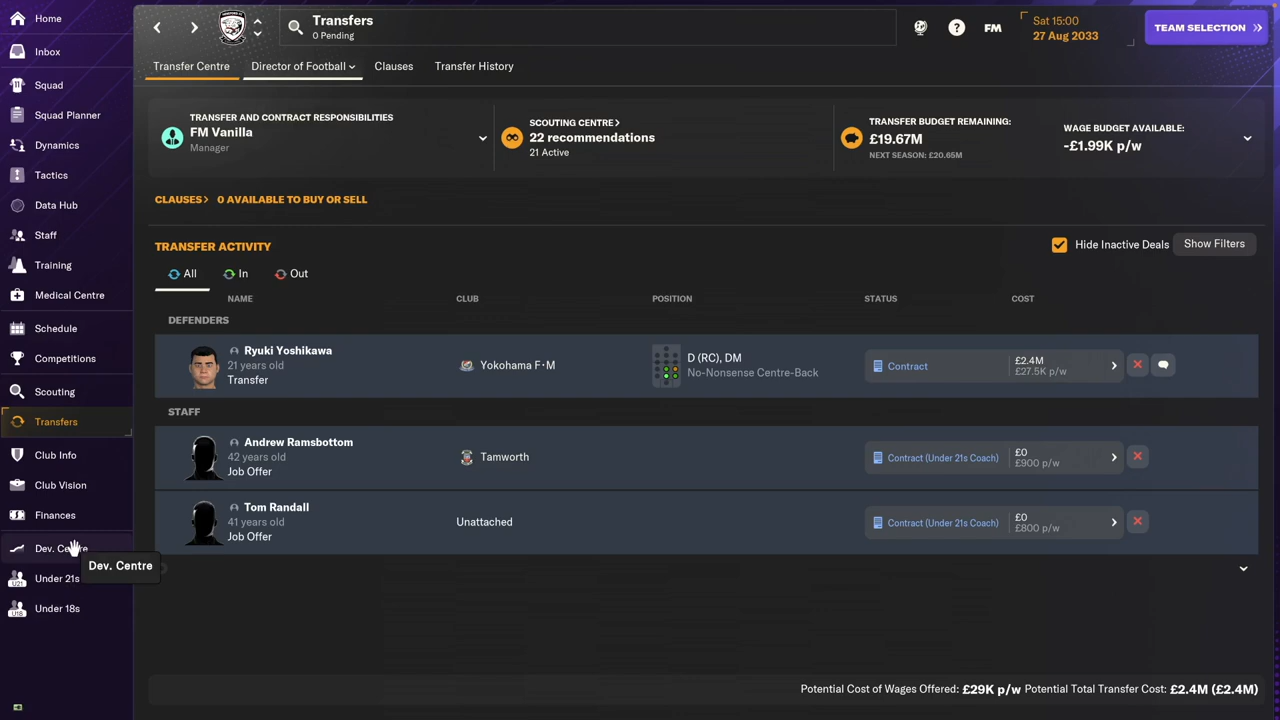 Home
Inbox
Squad
Squad Planner
Dynamics
Tactics
Data Hub
Staff
Training
Medical Centre
Schedule
Competitions
Scouting
Transfers
Club Info
Club Vision
Finances
Dev. Centre
Dev. Centre
Under 21s
Under 18s
Transfers
0 Pending
FM
Sat 15:00
27 Aug 2033
TEAM SELECTION
Transfer Centre
Director of Football
Clauses
Transfer History
TRANSFER AND CONTRACT RESPONSIBILITIES
FM Vanilla
Manager
SCOUTING CENTRE>
22 recommendations
21 Active
TRANSFER BUDGET REMAINING:
£19.67M
NEXT SEASON: £20.65M
WAGE BUDGET AVAILABLE:
-£1.99K p/w
CLAUSES> 0 AVAILABLE TO BUY OR SELL
TRANSFER ACTIVITY
Hide Inactive Deals
Show Filters
All
In
Out
NAME CLUB POSITION STATUS COST
DEFENDERS
Ryuki Yoshikawa
21 years old
Transfer
Yokohama F·M
D (RC), DM
No-Nonsense Centre-Back
Contract
£2.4M
£27.5K p/w
STAFF
Andrew Ramsbottom
42 years old
Job Offer
Tamworth
Contract (Under 21s Coach)
£0
£900 p/w
Tom Randall
41 years old
Job Offer
Unattached
Contract (Under 21s Coach)
£0
£800 p/w
Potential Cost of Wages Offered: £29K p/w Potential Total Transfer Cost: £2.4M (£2.4M)